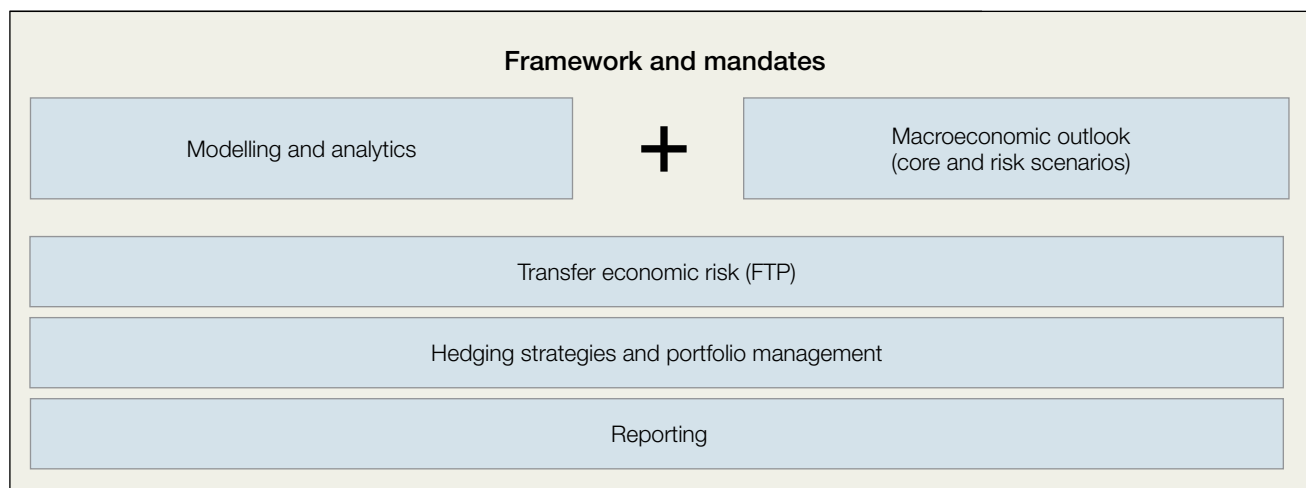 Framework and mandates
Modelling and analytics
+
Macroeconomic outlook
(core and risk scenarios)
Transfer economic risk (FTP)
Hedging strategies and portfolio management
Reporting